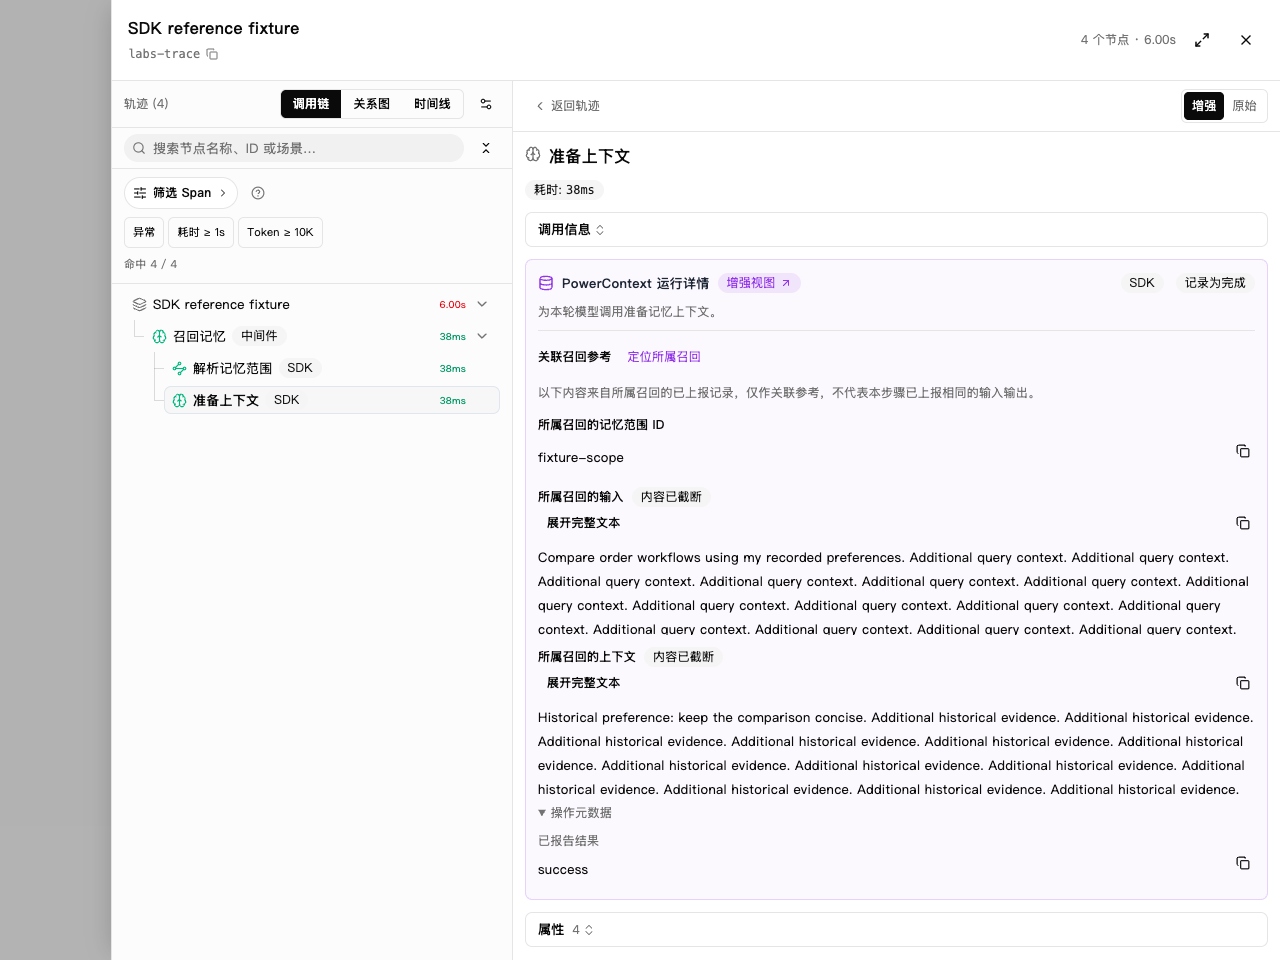 SDK reference fixture
labs-trace
4 个节点 · 6.00s
轨迹 (4)
调用链
关系图
时间线
搜索节点名称、ID 或场景...
筛选 Span
异常
耗时 ≥ 1s
Token ≥ 10K
命中 4 / 4
SDK reference fixture
6.00s
召回记忆
中间件
38ms
解析记忆范围
SDK
38ms
准备上下文
SDK
38ms
返回轨迹
增强
原始
准备上下文
耗时: 38ms
调用信息
PowerContext 运行详情
增强视图
SDK
记录为完成
为本轮模型调用准备记忆上下文。
关联召回参考
定位所属召回
以下内容来自所属召回的已上报记录，仅作关联参考，不代表本步骤已上报相同的输入输出。
所属召回的记忆范围 ID
fixture-scope
所属召回的输入
内容已截断
展开完整文本
Compare order workflows using my recorded preferences. Additional query context. Additional query context.
Additional query context. Additional query context. Additional query context. Additional query context. Additional
query context. Additional query context. Additional query context. Additional query context. Additional query
context. Additional query context. Additional query context. Additional query context. Additional query context.
所属召回的上下文
内容已截断
展开完整文本
Historical preference: keep the comparison concise. Additional historical evidence. Additional historical evidence.
Additional historical evidence. Additional historical evidence. Additional historical evidence. Additional historical
evidence. Additional historical evidence. Additional historical evidence. Additional historical evidence. Additional
historical evidence. Additional historical evidence. Additional historical evidence. Additional historical evidence.
操作元数据
已报告结果
success
属性 4